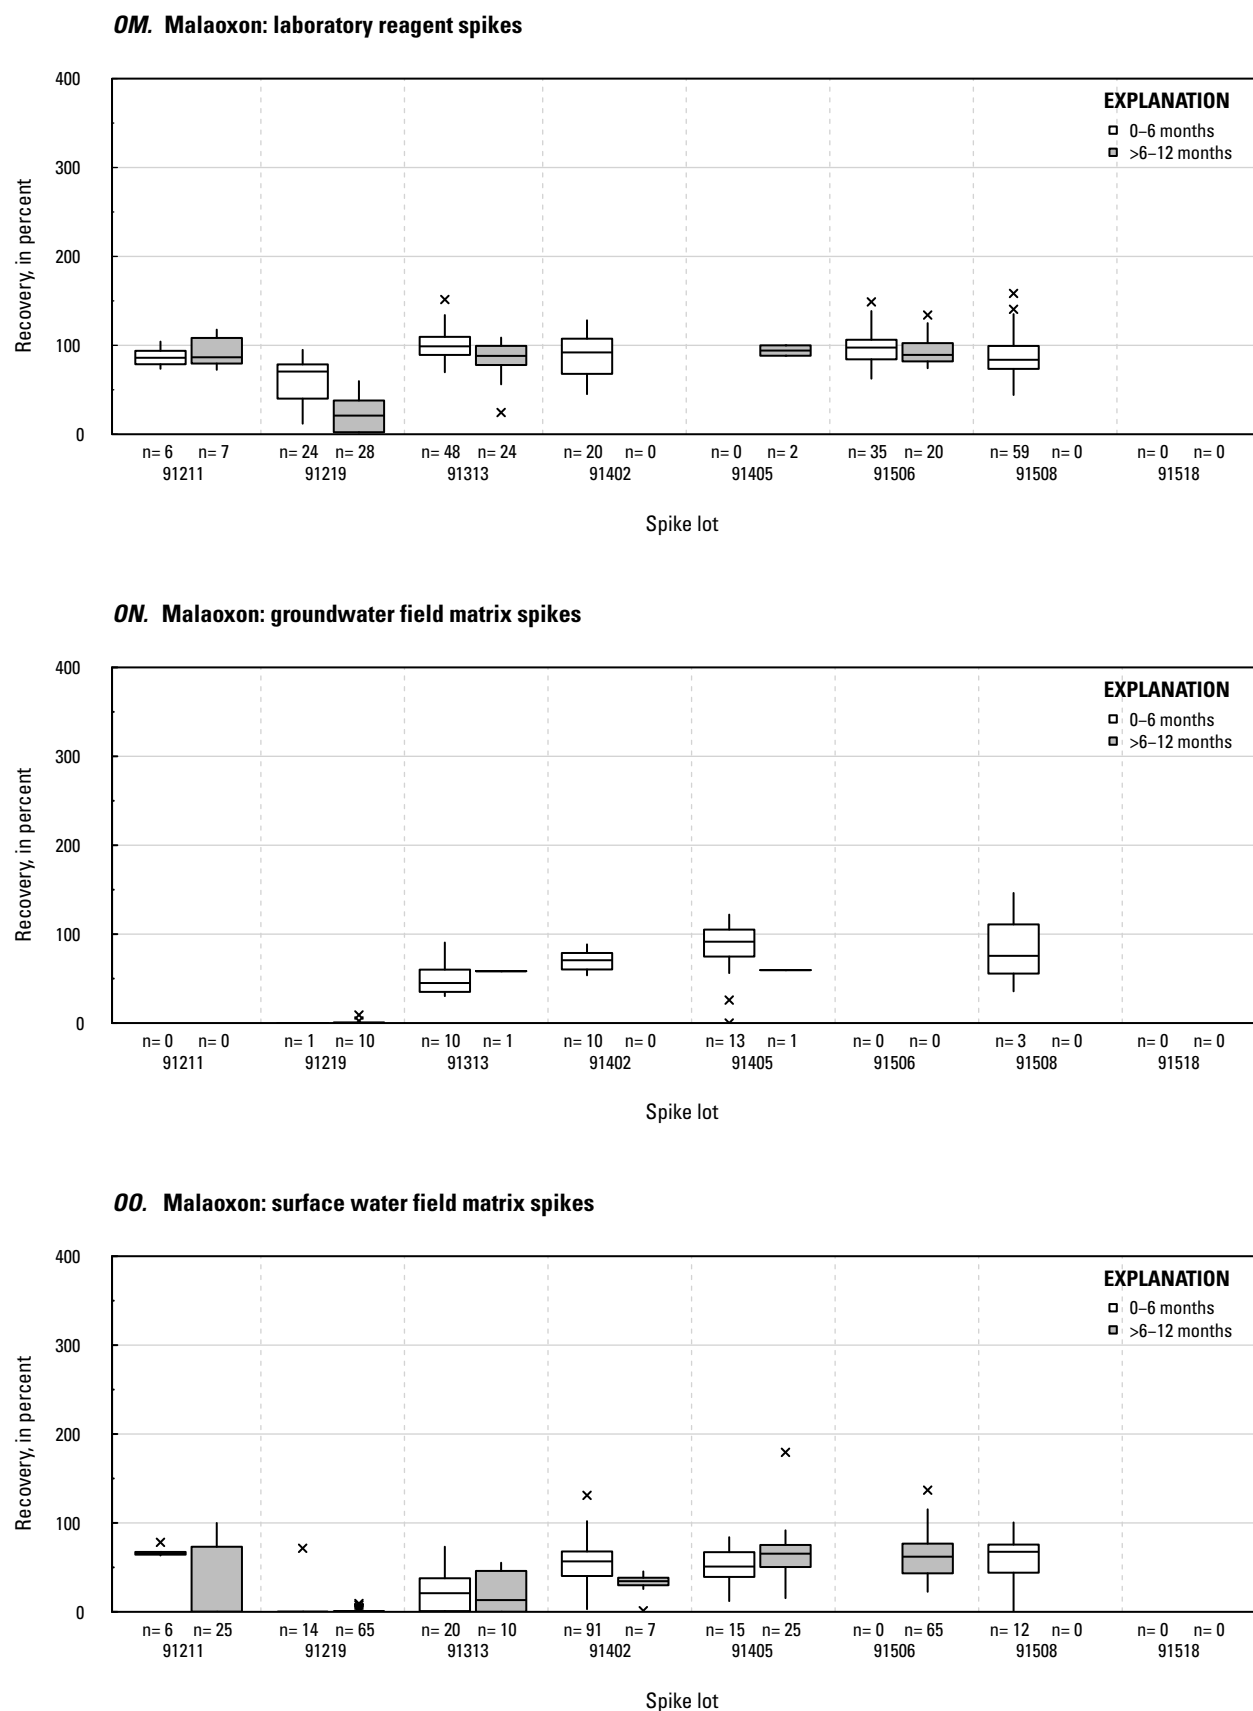 OM. Malaoxon: laboratory reagent spikes
400
300
200
100
0
Recovery, in percent
EXPLANATION
0–6 months
>6–12 months
n= 6 n= 7 n= 24 n= 28 n= 48 n= 24 n= 20 n= 0 n= 0 n= 2 n= 35 n= 20 n= 59 n= 0 n= 0 n= 0
91211 91219 91313 91402 91405 91506 91508 91518
Spike lot
ON. Malaoxon: groundwater field matrix spikes
400
300
200
100
0
Recovery, in percent
EXPLANATION
0–6 months
>6–12 months
n= 0 n= 0 n= 1 n= 10 n= 10 n= 1 n= 10 n= 0 n= 13 n= 1 n= 0 n= 0 n= 3 n= 0 n= 0 n= 0
91211 91219 91313 91402 91405 91506 91508 91518
Spike lot
OO. Malaoxon: surface water field matrix spikes
400
300
200
100
0
Recovery, in percent
EXPLANATION
0–6 months
>6–12 months
n= 6 n= 25 n= 14 n= 65 n= 20 n= 10 n= 91 n= 7 n= 15 n= 25 n= 0 n= 65 n= 12 n= 0 n= 0 n= 0
91211 91219 91313 91402 91405 91506 91508 91518
Spike lot